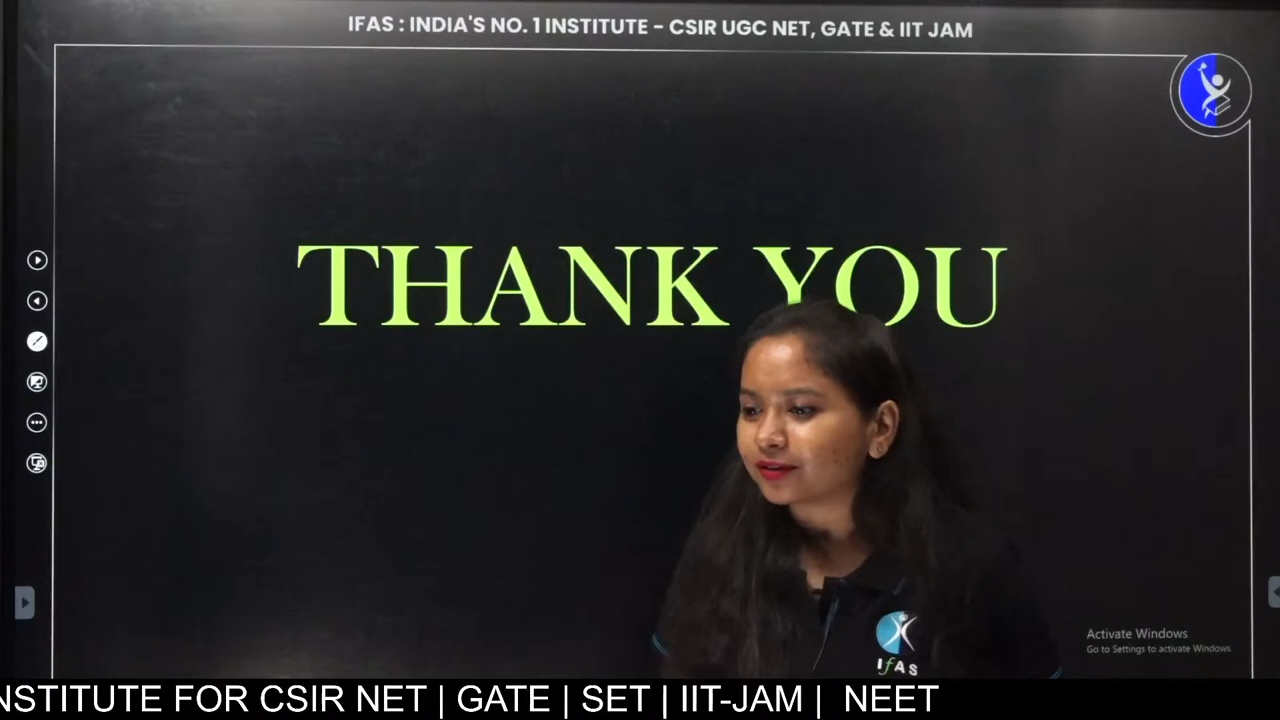 IFAS : INDIA'S NO. 1 INSTITUTE - CSIR UGC NET, GATE & IIT JAM
THANK YOU
IfAS
Activate Windows
Go to Settings to activate Windows.
NSTITUTE FOR CSIR NET | GATE | SET | IIT-JAM | NEET